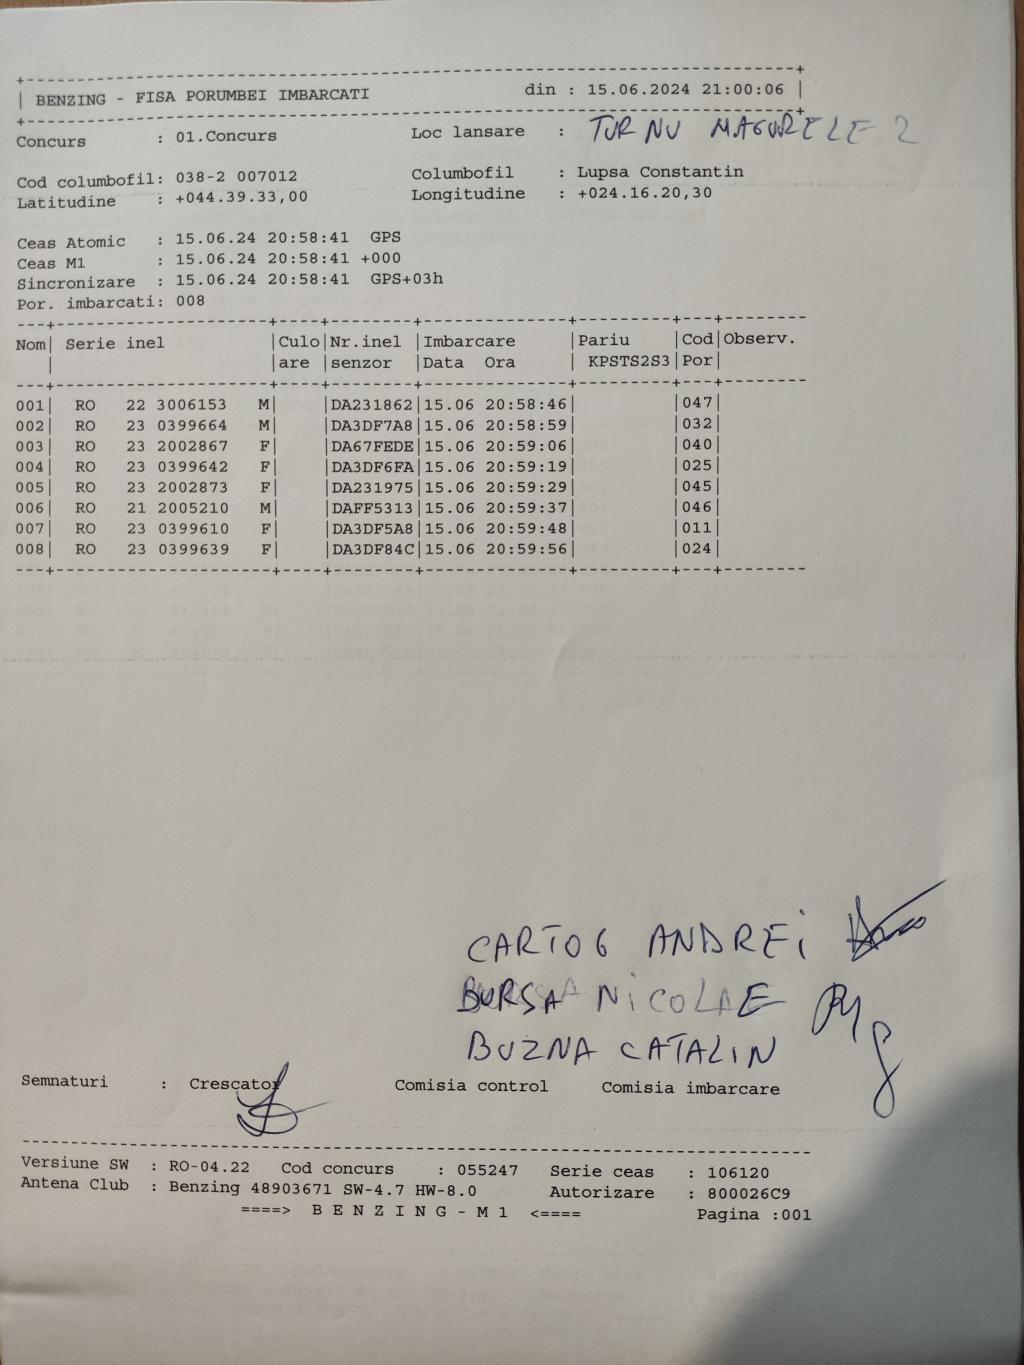 +--------------------------------------------------------------------------+
| BENZING - FISA PORUMBEI IMBARCATI din : 15.06.2024 21:00:06 |
+--------------------------------------------------------------------------+
Concurs : 01.Concurs Loc lansare : TURNU MAGURELE 2
Cod columbofil: 038-2 007012 Columbofil : Lupsa Constantin
Latitudine : +044.39.33,00 Longitudine : +024.16.20,30
Ceas Atomic : 15.06.24 20:58:41 GPS
Ceas M1 : 15.06.24 20:58:41 +000
Sincronizare : 15.06.24 20:58:41 GPS+03h
Por. imbarcati: 008
Nom| Serie inel |Culo|Nr.inel |Imbarcare |Pariu |Cod|Observ.
| |are |senzor |Data Ora | KPSTS2S3|Por|
001| RO 22 3006153 M| |DA231862|15.06 20:58:46| |047|
002| RO 23 0399664 M| |DA3DF7A8|15.06 20:58:59| |032|
003| RO 23 2002867 F| |DA67FEDE|15.06 20:59:06| |040|
004| RO 23 0399642 F| |DA3DF6FA|15.06 20:59:19| |025|
005| RO 23 2002873 F| |DA231975|15.06 20:59:29| |045|
006| RO 21 2005210 M| |DAFF5313|15.06 20:59:37| |046|
007| RO 23 0399610 F| |DA3DF5A8|15.06 20:59:48| |011|
008| RO 23 0399639 F| |DA3DF84C|15.06 20:59:56| |024|
CARTOG ANDREI
BURSA NICOLAE
BUZNA CATALIN
Semnaturi : Crescator Comisia control Comisia imbarcare
Versiune SW : RO-04.22 Cod concurs : 055247 Serie ceas : 106120
Antena Club : Benzing 48903671 SW-4.7 HW-8.0 Autorizare : 800026C9
====> B E N Z I N G - M 1 <==== Pagina :001